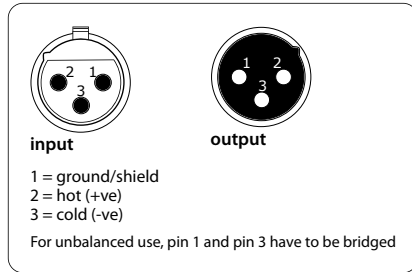 2 1
3
input
1 2
3
output
1 = ground/shield
2 = hot (+ve)
3 = cold (-ve)
For unbalanced use, pin 1 and pin 3 have to be bridged